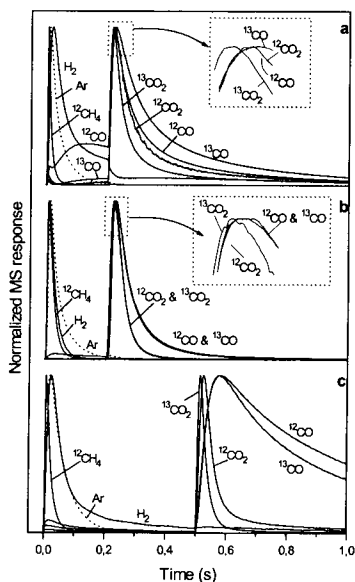 a
¹³CO
¹²CO₂
¹²CO
¹³CO₂
H₂
Ar
¹²CH₄
¹²CO
¹³CO
¹³CO₂
¹²CO₂
¹²CO
¹³CO
b
¹³CO₂
¹²CO & ¹³CO
¹²CO₂
¹²CH₄
H₂
Ar
¹²CO₂ & ¹³CO₂
¹²CO & ¹³CO
c
¹³CO₂
¹²CO
¹²CO₂
¹³CO
¹²CH₄
Ar
H₂
Normalized MS response
0,0 0,2 0,4 0,6 0,8 1,0
Time (s)